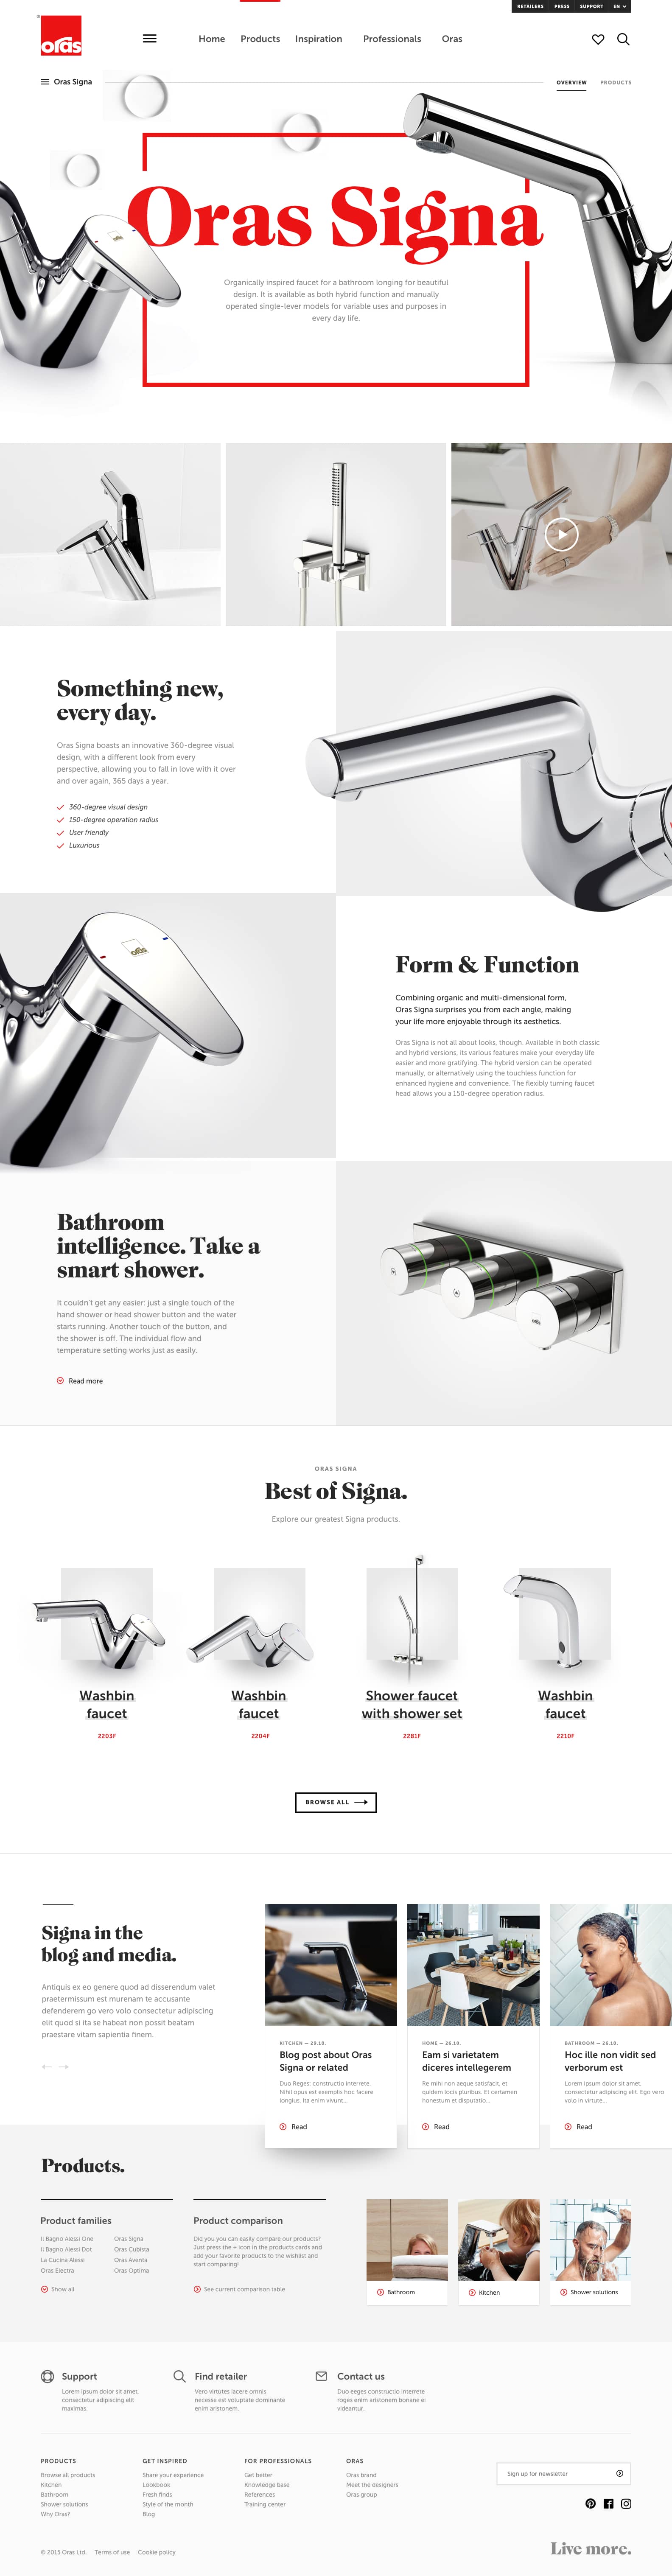 RETAILERS PRESS SUPPORT EN
oras
Home Products Inspiration Professionals Oras
Oras Signa
OVERVIEW PRODUCTS
Oras Signa
Organically inspired faucet for a bathroom longing for beautiful
design. It is available as both hybrid function and manually
operated single-lever models for variable uses and purposes in
every day life.
Something new,
every day.
Oras Signa boasts an innovative 360-degree visual
design, with a different look from every
perspective, allowing you to fall in love with it over
and over again, 365 days a year.
360-degree visual design
150-degree operation radius
User friendly
Luxurious
oras
Form & Function
Combining organic and multi-dimensional form,
Oras Signa surprises you from each angle, making
your life more enjoyable through its aesthetics.
Oras Signa is not all about looks, though. Available in both classic
and hybrid versions, its various features make your everyday life
easier and more gratifying. The hybrid version can be operated
manually, or alternatively using the touchless function for
enhanced hygiene and convenience. The flexibly turning faucet
head allows you a 150-degree operation radius.
Bathroom
intelligence. Take a
smart shower.
It couldn't get any easier: just a single touch of the
hand shower or head shower button and the water
starts running. Another touch of the button, and
the shower is off. The individual flow and
temperature setting works just as easily.
Read more
oras
ORAS SIGNA
Best of Signa.
Explore our greatest Signa products.
Washbin
faucet
2203F
Washbin
faucet
2204F
Shower faucet
with shower set
2281F
Washbin
faucet
2210F
BROWSE ALL
Signa in the
blog and media.
Antiquis ex eo genere quod ad disserendum valet
praetermissum est murenam te accusante
defenderem go vero volo consectetur adipiscing
elit quod si ita se habeat non possit beatam
praestare vitam sapientia finem.
KITCHEN — 29.10.
Blog post about Oras
Signa or related
Duo Reges: constructio interrete.
Nihil opus est exemplis hoc facere
longius. Ita enim vivunt...
Read
HOME — 26.10.
Eam si varietatem
diceres intellegerem
Re mihi non aeque satisfacit, et
quidem locis pluribus. Et certamen
honestum et disputatio...
Read
BATHROOM — 26.10.
Hoc ille non vidit sed
verborum est
Lorem ipsum dolor sit amet,
consectetur adipiscing elit. Ego vero
volo in virtute...
Read
Products.
Product families
Il Bagno Alessi One
Il Bagno Alessi Dot
La Cucina Alessi
Oras Electra
Oras Signa
Oras Cubista
Oras Aventa
Oras Optima
Show all
Product comparison
Did you you can easily compare our products?
Just press the + icon in the products cards and
add your favorite products to the wishlist and
start comparing!
See current comparison table
Bathroom
Kitchen
Shower solutions
Support
Lorem ipsum dolor sit amet,
consectetur adipiscing elit
maximas.
Find retailer
Vero virtutes iacere omnis
necesse est voluptate dominante
enim aristonem.
Contact us
Duo eeges constructio interrete
roges enim aristonem bonane ei
videantur.
PRODUCTS
Browse all products
Kitchen
Bathroom
Shower solutions
Why Oras?
GET INSPIRED
Share your experience
Lookbook
Fresh finds
Style of the month
Blog
FOR PROFESSIONALS
Get better
Knowledge base
References
Training center
ORAS
Oras brand
Meet the designers
Oras group
Sign up for newsletter
© 2015 Oras Ltd. Terms of use Cookie policy
Live more.